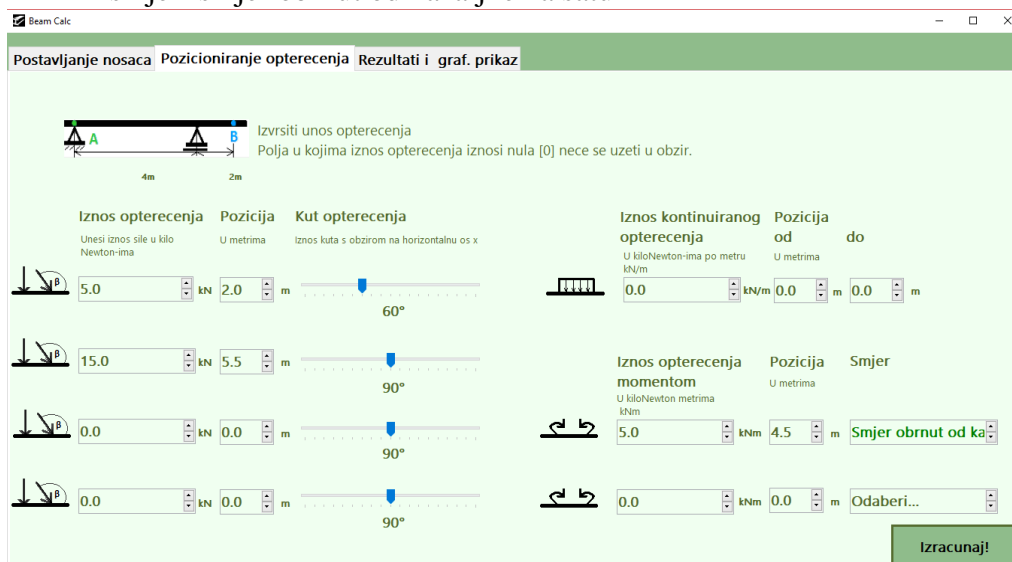 Beam Calc
Postavljanje nosaca Pozicioniranje opterecenja Rezultati i graf. prikaz
A B
4m 2m
Izvrsiti unos opterecenja
Polja u kojima iznos opterecenja iznosi nula [0] nece se uzeti u obzir.
Iznos opterecenja Pozicija Kut opterecenja
Unesi iznos sile u kilo U metrima Iznos kuta s obzirom na horizontalnu os x
Newton-ima
β 5.0 kN 2.0 m
60°
β 15.0 kN 5.5 m
90°
β 0.0 kN 0.0 m
90°
β 0.0 kN 0.0 m
90°
Iznos kontinuiranog Pozicija
opterecenja od do
U kiloNewton-ima po metru U metrima
kN/m
0.0 kN/m 0.0 m 0.0 m
Iznos opterecenja Pozicija Smjer
momentom U metrima
U kiloNewton metrima
kNm
5.0 kNm 4.5 m Smjer obrnut od ka
0.0 kNm 0.0 m Odaberi...
Izracunaj!